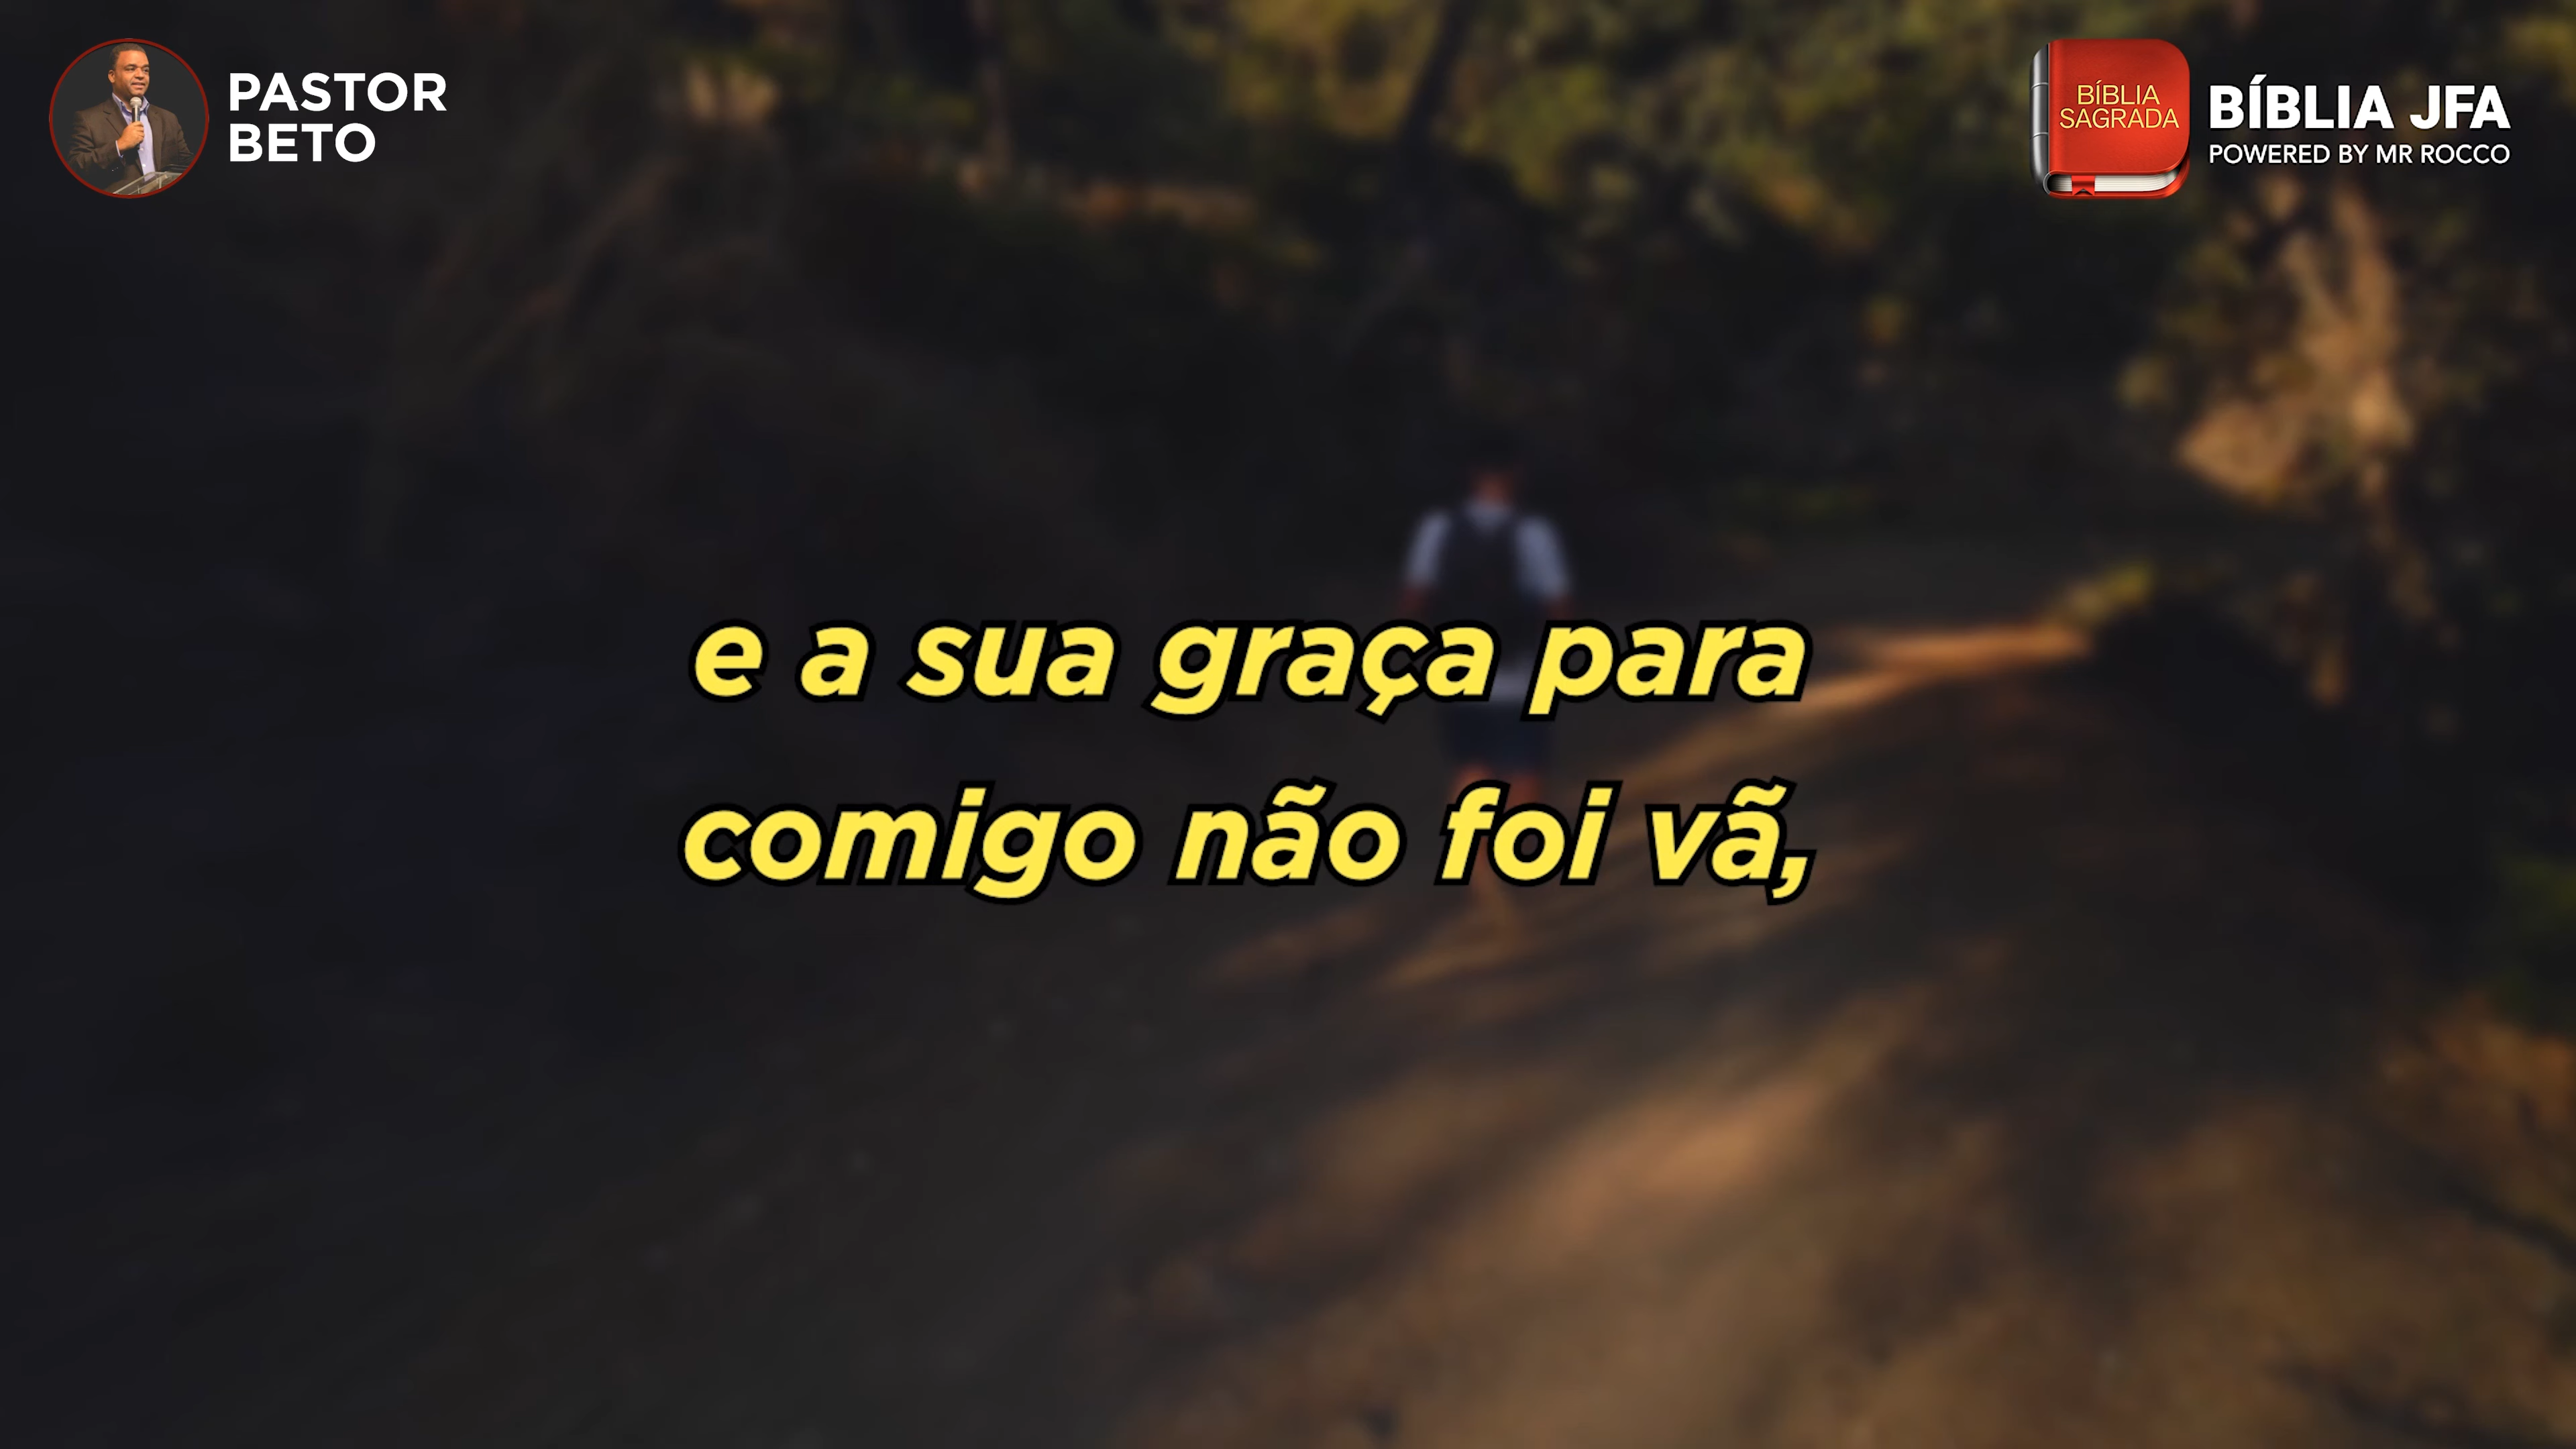 PASTOR
BETO
BÍBLIA
SAGRADA
BÍBLIA JFA
POWERED BY MR ROCCO
e a sua graça para
comigo não foi vã,